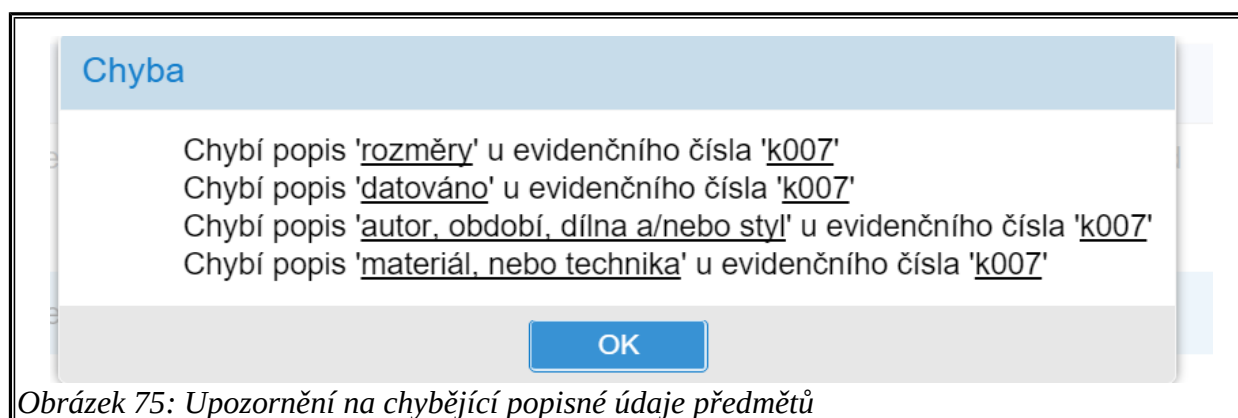 Chyba
Chybí popis 'rozměry' u evidenčního čísla 'k007'
Chybí popis 'datováno' u evidenčního čísla 'k007'
Chybí popis 'autor, období, dílna a/nebo styl' u evidenčního čísla 'k007'
Chybí popis 'materiál, nebo technika' u evidenčního čísla 'k007'
OK
Obrázek 75: Upozornění na chybějící popisné údaje předmětů